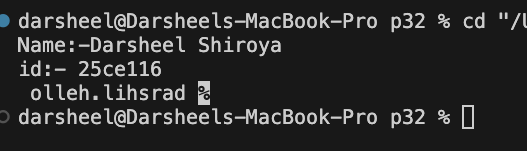 darsheel@Darsheels-MacBook-Pro p32 % cd "/
Name:-Darsheel Shiroya
id:- 25ce116
olleh.lihsrad %
darsheel@Darsheels-MacBook-Pro p32 %